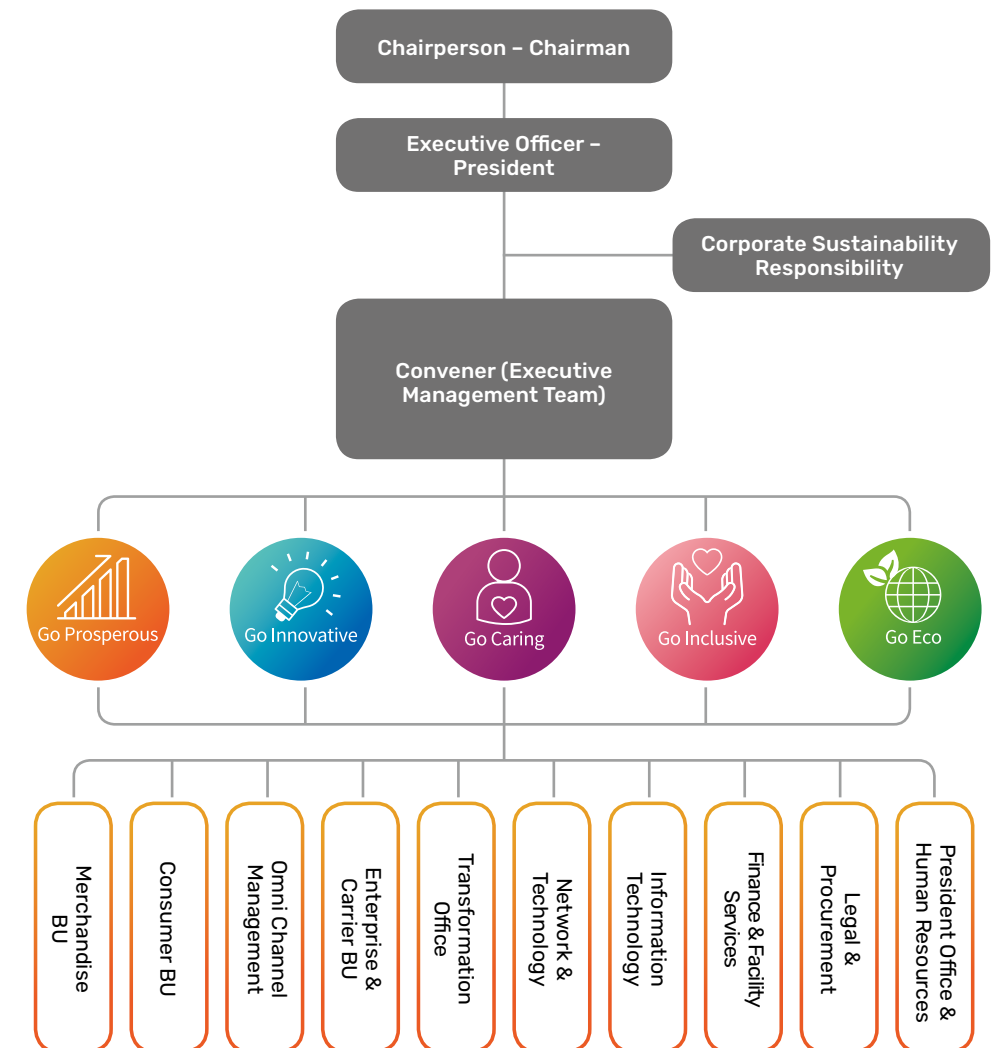 Chairperson – Chairman
Executive Officer –
President
Corporate Sustainability
Responsibility
Convener (Executive
Management Team)
Go Prosperous
Go Innovative
Go Caring
Go Inclusive
Go Eco
Merchandise
BU
Consumer BU
Omni Channel
Management
Enterprise &
Carrier BU
Transformation
Office
Network &
Technology
Information
Technology
Finance & Facility
Services
Legal &
Procurement
President Office &
Human Resources